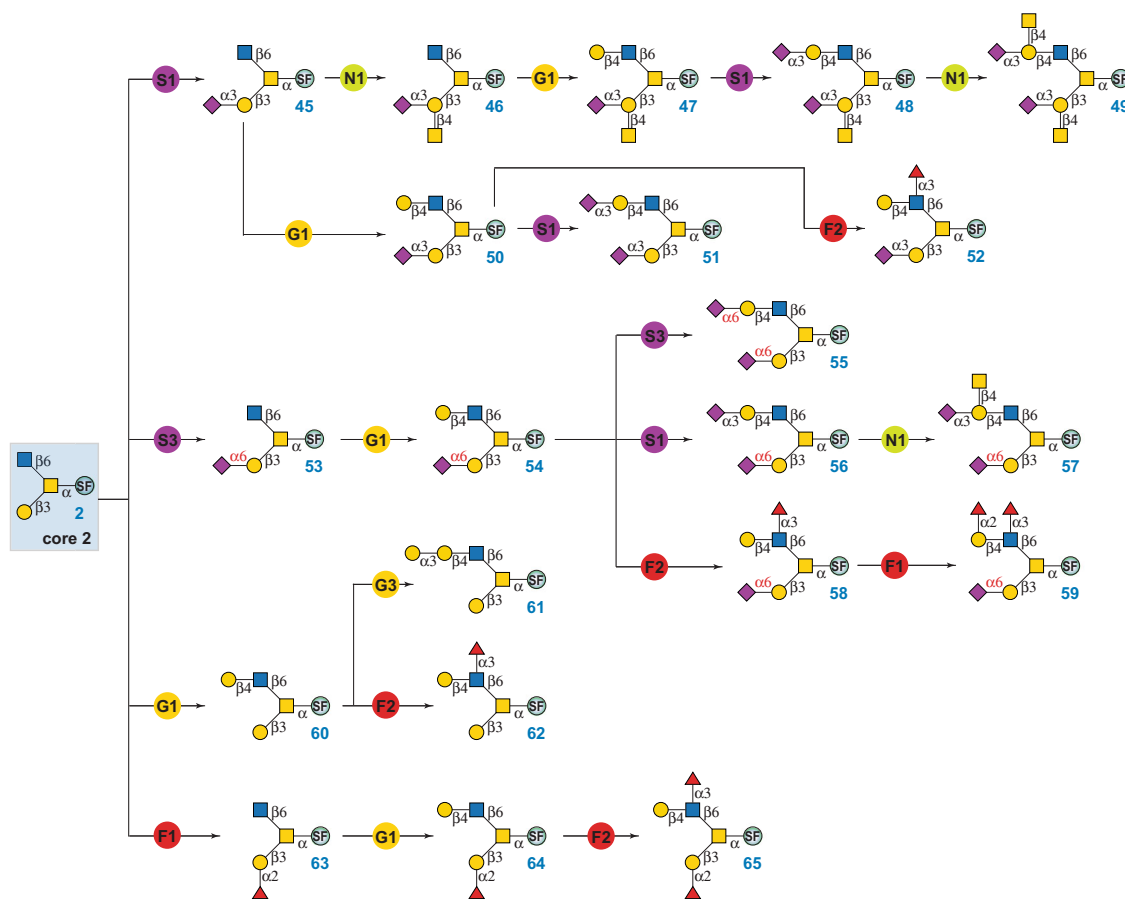 β4
β6 β6 β4 β6 β4 β6 α3 β4 β6
S1 α SF N1 α SF G1 α SF S1 α SF N1 α SF
α3 β3 45 α3 β3 46 α3 β3 47 α3 β3 48 α3 β3 49
β4 β4 β4 β4
α3
β4 β6 α3 β4 β6 β4 β6
G1 α SF S1 α SF F2 α SF
α3 β3 50 α3 β3 51 α3 β3 52
α6 β4 β6
S3 α SF
α6 β3 55
β4
β6 β4 β6 α3 β4 β6 α3 β4 β6
S3 α SF G1 α SF S1 α SF N1 α SF
α6 β3 53 α6 β3 54 α6 β3 56 α6 β3 57
β6
α SF
β3 2
core 2
α3 α2 α3
β4 β6 β4 β6
F2 α SF F1 α SF
α6 β3 58 α6 β3 59
α3 β4 β6
G3 α SF
β3 61
α3
β4 β6 β4 β6
G1 α SF F2 α SF
β3 60 β3 62
α3
β6 β4 β6 β4 β6
F1 α SF G1 α SF F2 α SF
β3 63 β3 64 β3 65
α2 α2 α2